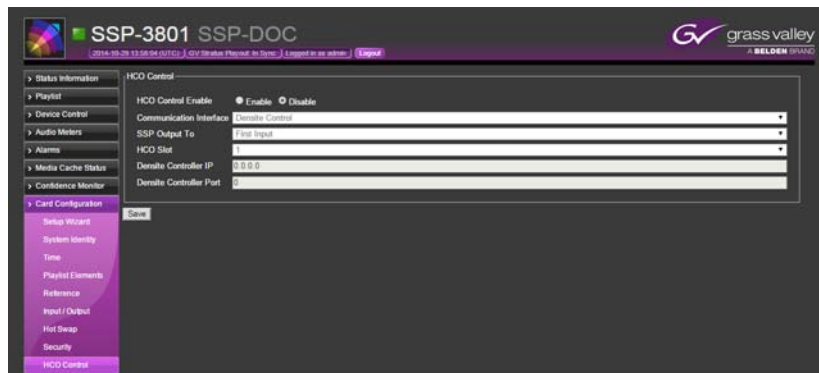 SSP-3801 SSP-DOC
2014-10-29 13:58:04 (UTC) GV Stratus Playout: In Sync Logged in as admin Logout
GV grass valley
A BELDEN BRAND
Status Information
Playlist
Device Control
Audio Meters
Alarms
Media Cache Status
Confidence Monitor
Card Configuration
Setup Wizard
System Identity
Time
Playlist Elements
Reference
Input / Output
Hot Swap
Security
HCO Control
HCO Control
HCO Control Enable Enable Disable
Communication Interface Densite Control
SSP Output To First Input
HCO Slot 1
Densite Controller IP 0.0.0.0
Densite Controller Port 0
Save